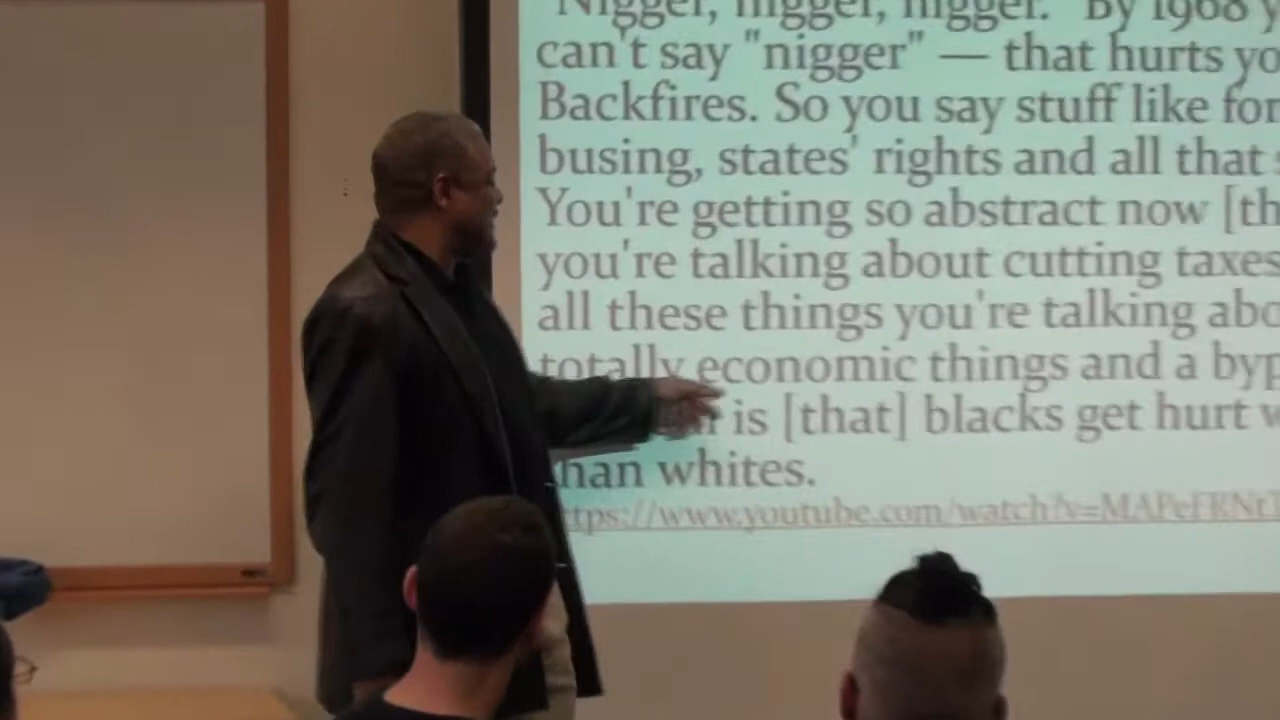 "Nigger, nigger, nigger." By 1968 y
can't say "nigger" — that hurts yo
Backfires. So you say stuff like for
busing, states' rights and all that s
You're getting so abstract now [th
you're talking about cutting taxes
all these things you're talking abo
totally economic things and a byp
is [that] blacks get hurt w
than whites.
ttps://www.youtube.com/watch?v=MAPeFRNtT